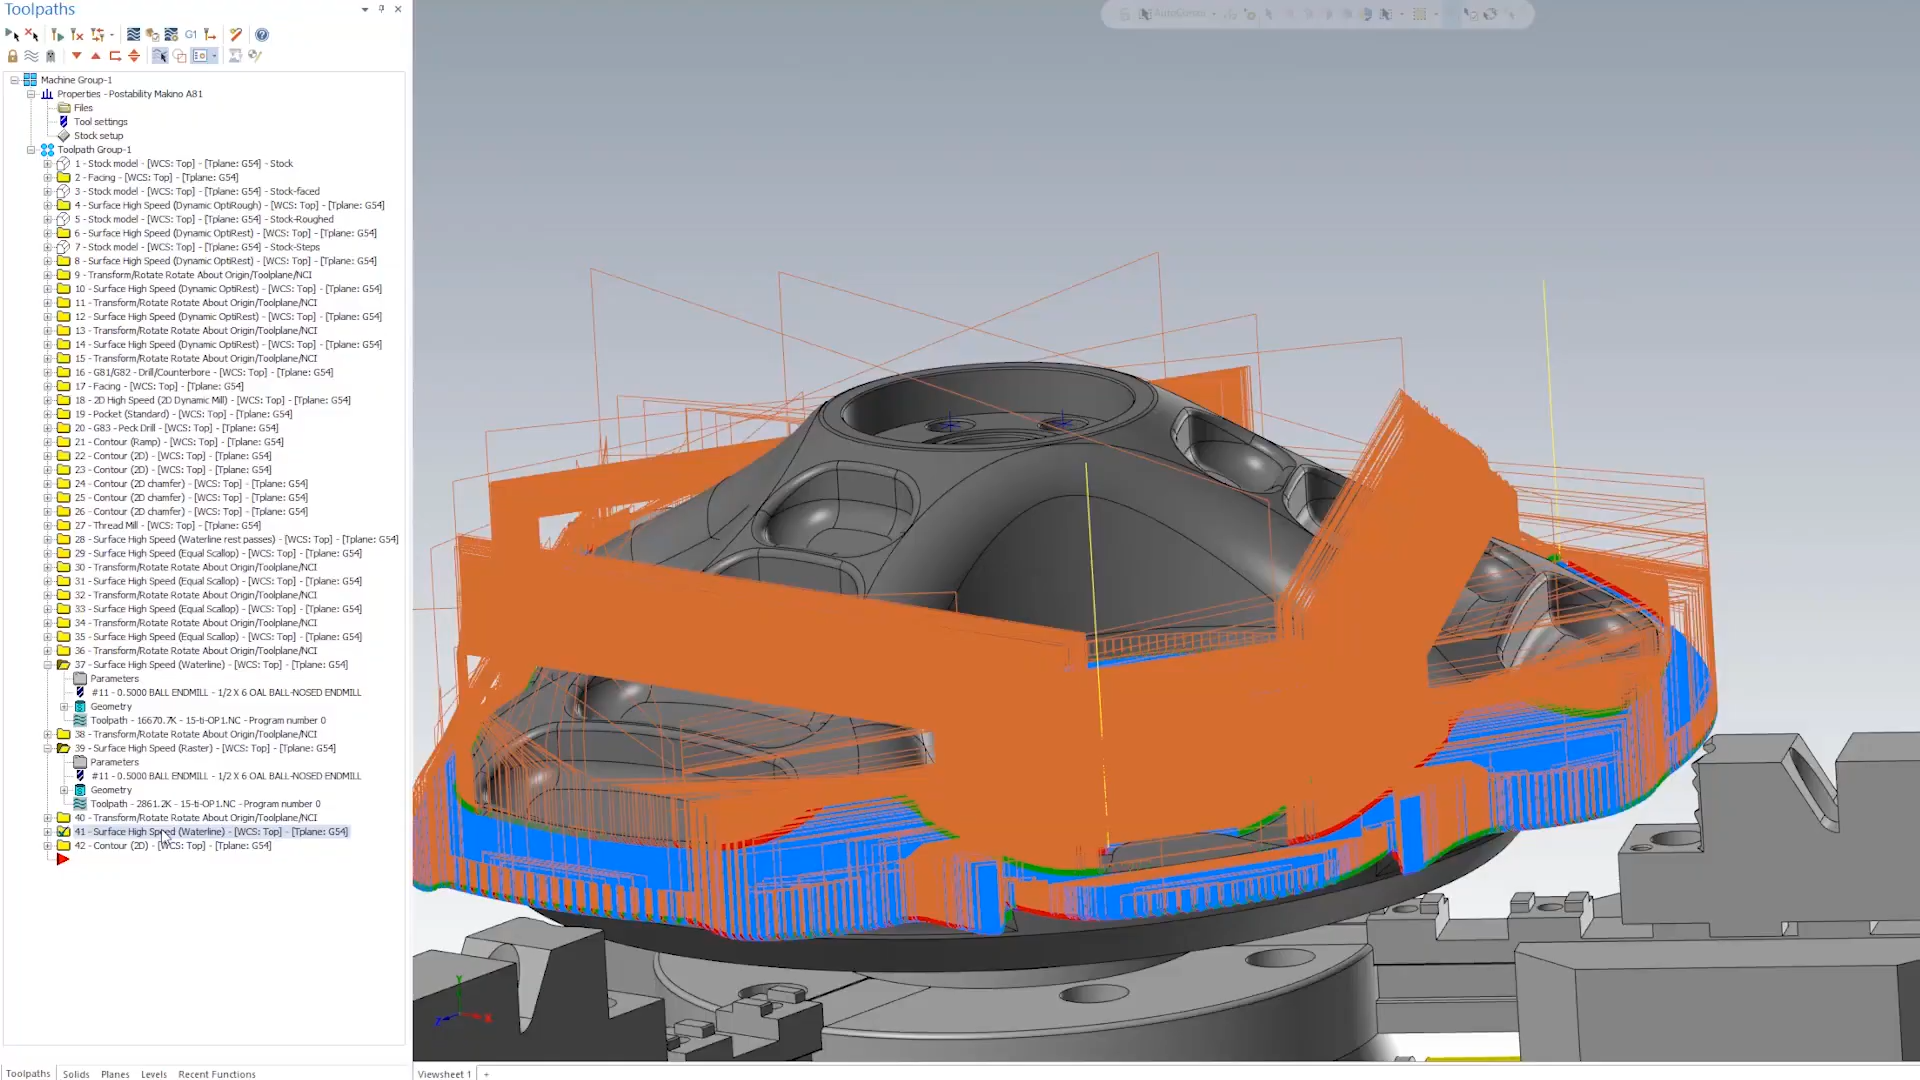 Toolpaths
AutoCursor
G1
Machine Group-1
Properties - Postability Makino A81
Files
Tool settings
Stock setup
Toolpath Group-1
1 - Stock model - [WCS: Top] - [Tplane: G54] - Stock
2 - Facing - [WCS: Top] - [Tplane: G54]
3 - Stock model - [WCS: Top] - [Tplane: G54] - Stock-faced
4 - Surface High Speed (Dynamic OptiRough) - [WCS: Top] - [Tplane: G54]
5 - Stock model - [WCS: Top] - [Tplane: G54] - Stock-Roughed
6 - Surface High Speed (Dynamic OptiRest) - [WCS: Top] - [Tplane: G54]
7 - Stock model - [WCS: Top] - [Tplane: G54] - Stock-Steps
8 - Surface High Speed (Dynamic OptiRest) - [WCS: Top] - [Tplane: G54]
9 - Transform/Rotate Rotate About Origin/Toolplane/NCI
10 - Surface High Speed (Dynamic OptiRest) - [WCS: Top] - [Tplane: G54]
11 - Transform/Rotate Rotate About Origin/Toolplane/NCI
12 - Surface High Speed (Dynamic OptiRest) - [WCS: Top] - [Tplane: G54]
13 - Transform/Rotate Rotate About Origin/Toolplane/NCI
14 - Surface High Speed (Dynamic OptiRest) - [WCS: Top] - [Tplane: G54]
15 - Transform/Rotate Rotate About Origin/Toolplane/NCI
16 - G81/G82 - Drill/Counterbore - [WCS: Top] - [Tplane: G54]
17 - Facing - [WCS: Top] - [Tplane: G54]
18 - 2D High Speed (2D Dynamic Mill) - [WCS: Top] - [Tplane: G54]
19 - Pocket (Standard) - [WCS: Top] - [Tplane: G54]
20 - G83 - Peck Drill - [WCS: Top] - [Tplane: G54]
21 - Contour (Ramp) - [WCS: Top] - [Tplane: G54]
22 - Contour (2D) - [WCS: Top] - [Tplane: G54]
23 - Contour (2D) - [WCS: Top] - [Tplane: G54]
24 - Contour (2D chamfer) - [WCS: Top] - [Tplane: G54]
25 - Contour (2D chamfer) - [WCS: Top] - [Tplane: G54]
26 - Contour (2D chamfer) - [WCS: Top] - [Tplane: G54]
27 - Thread Mill - [WCS: Top] - [Tplane: G54]
28 - Surface High Speed (Waterline rest passes) - [WCS: Top] - [Tplane: G54]
29 - Surface High Speed (Equal Scallop) - [WCS: Top] - [Tplane: G54]
30 - Transform/Rotate Rotate About Origin/Toolplane/NCI
31 - Surface High Speed (Equal Scallop) - [WCS: Top] - [Tplane: G54]
32 - Transform/Rotate Rotate About Origin/Toolplane/NCI
33 - Surface High Speed (Equal Scallop) - [WCS: Top] - [Tplane: G54]
34 - Transform/Rotate Rotate About Origin/Toolplane/NCI
35 - Surface High Speed (Equal Scallop) - [WCS: Top] - [Tplane: G54]
36 - Transform/Rotate Rotate About Origin/Toolplane/NCI
37 - Surface High Speed (Waterline) - [WCS: Top] - [Tplane: G54]
Parameters
#11 - 0.5000 BALL ENDMILL - 1/2 X 6 OAL BALL-NOSED ENDMILL
Geometry
Toolpath - 16670.7K - 15-ti-OP1.NC - Program number 0
38 - Transform/Rotate Rotate About Origin/Toolplane/NCI
39 - Surface High Speed (Raster) - [WCS: Top] - [Tplane: G54]
Parameters
#11 - 0.5000 BALL ENDMILL - 1/2 X 6 OAL BALL-NOSED ENDMILL
Geometry
Toolpath - 2861.2K - 15-ti-OP1.NC - Program number 0
40 - Transform/Rotate Rotate About Origin/Toolplane/NCI
41 - Surface High Speed (Waterline) - [WCS: Top] - [Tplane: G54]
42 - Contour (2D) - [WCS: Top] - [Tplane: G54]
Toolpaths Solids Planes Levels Recent Functions
Viewsheet 1 +